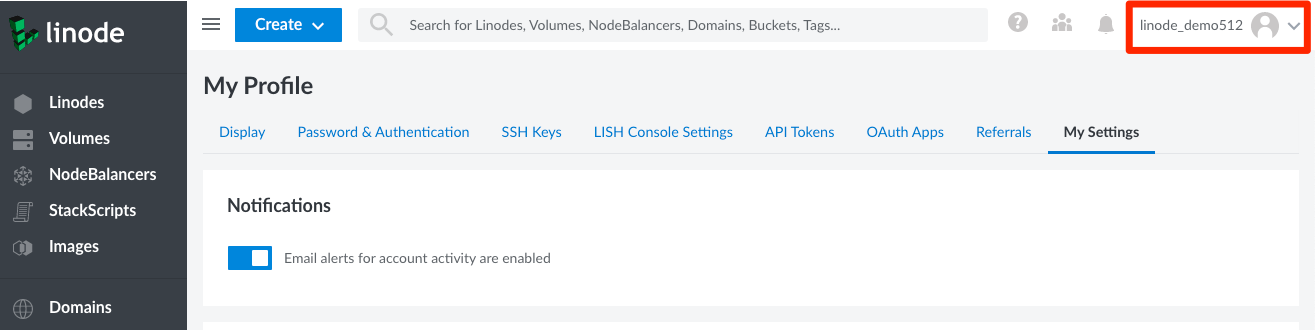 linode
Create
Search for Linodes, Volumes, NodeBalancers, Domains, Buckets, Tags...
linode_demo512
My Profile
Display Password & Authentication SSH Keys LISH Console Settings API Tokens OAuth Apps Referrals My Settings
Linodes
Volumes
NodeBalancers
StackScripts
Images
Domains
Notifications
Email alerts for account activity are enabled